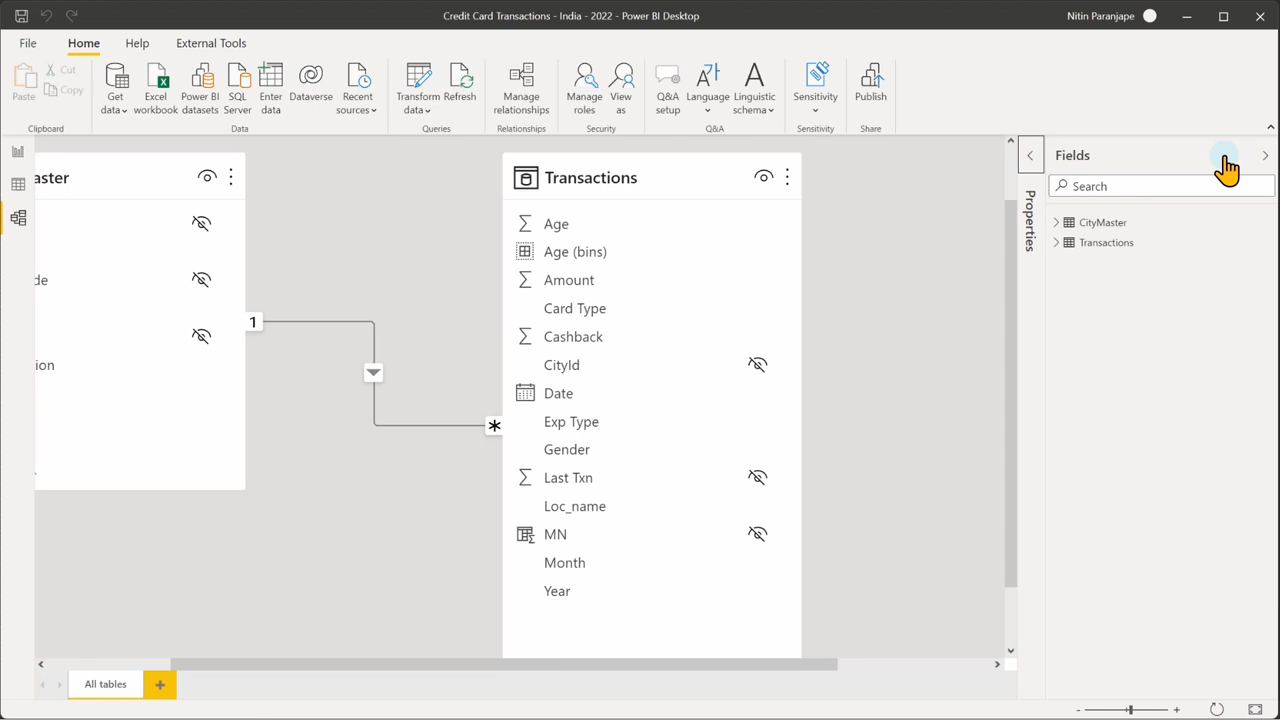 Credit Card Transactions - India - 2022 - Power BI Desktop
Nitin Paranjape
File Home Help External Tools
Paste
Cut
Copy
Clipboard
Get data
Excel workbook
Power BI datasets
SQL Server
Enter data
Dataverse
Recent sources
Data
Transform data
Refresh
Queries
Manage relationships
Relationships
Manage roles
View as
Security
Q&A setup
Language
Linguistic schema
Q&A
Sensitivity
Sensitivity
Publish
Share
aster
de
ion
1
*
Transactions
Age
Age (bins)
Amount
Card Type
Cashback
CityId
Date
Exp Type
Gender
Last Txn
Loc_name
MN
Month
Year
Properties
Fields
Search
CityMaster
Transactions
All tables